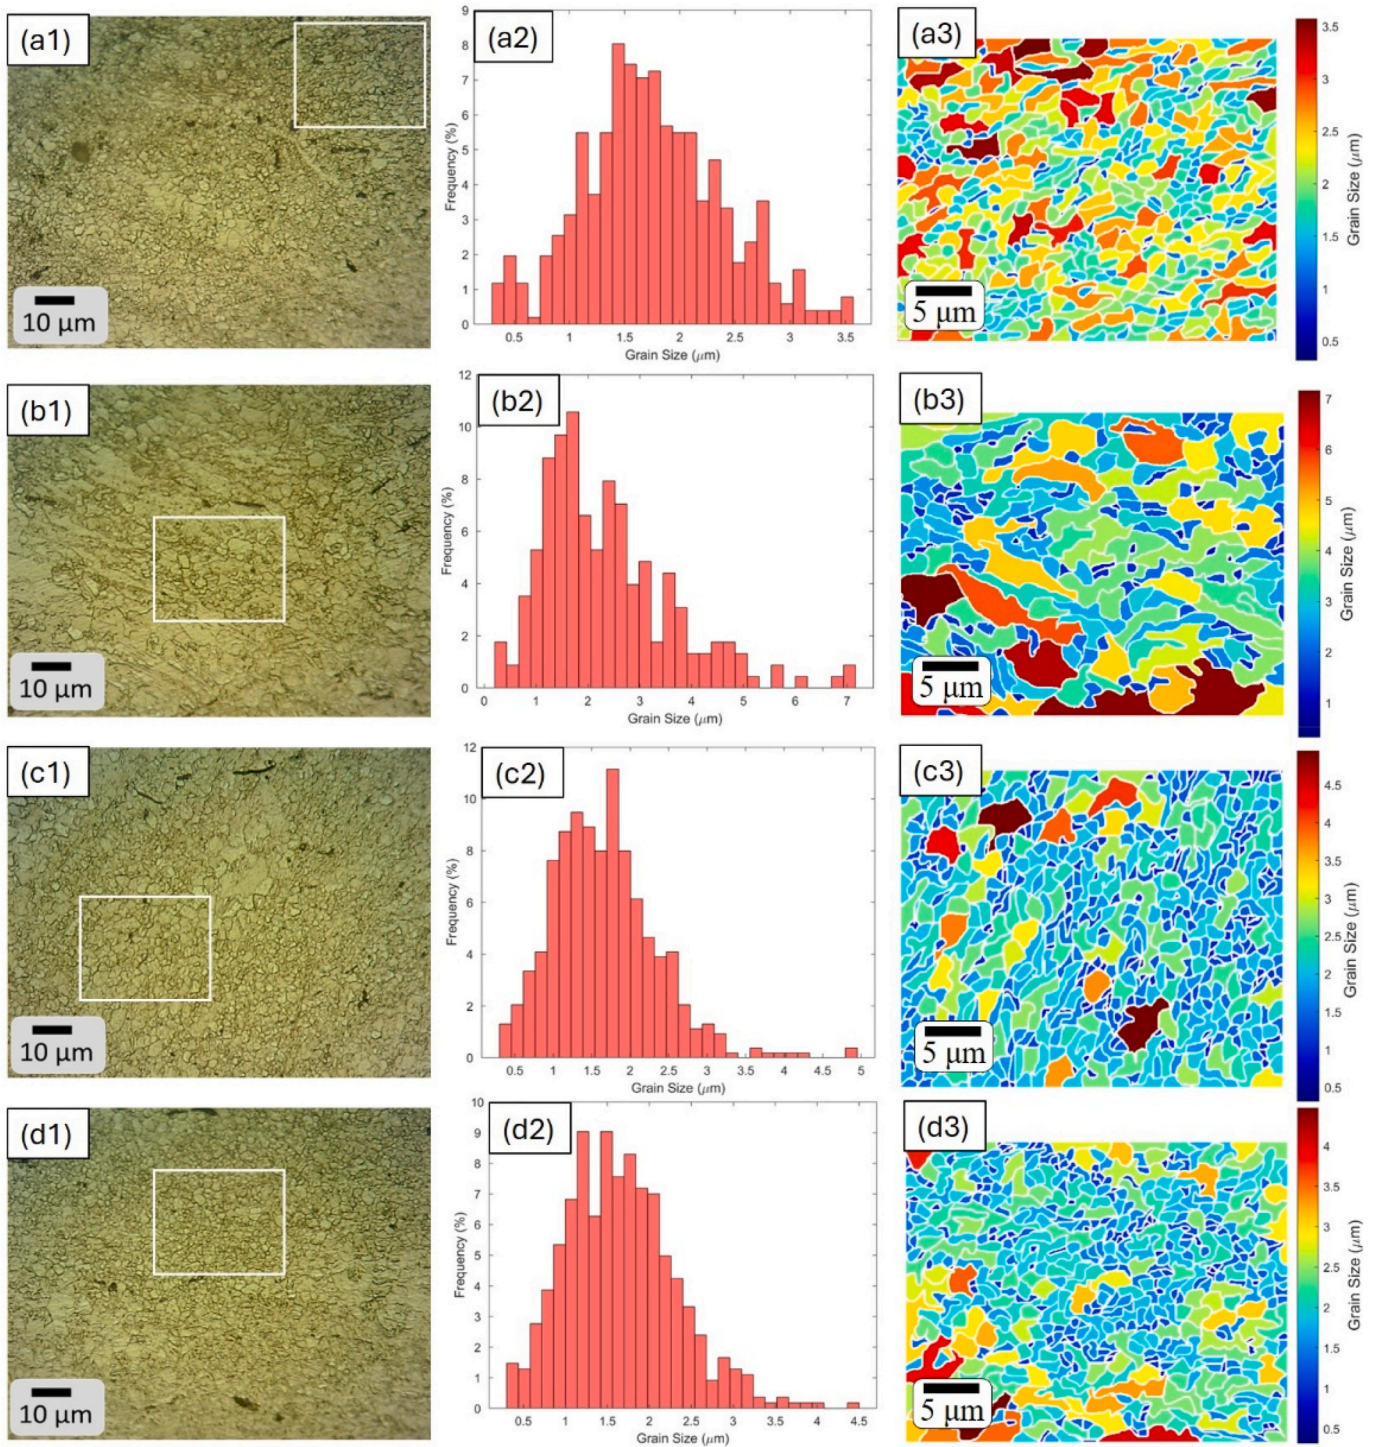 (a1)
10 μm
(a2)
Frequency (%)
9
8
7
6
5
4
3
2
1
0
0.5 1 1.5 2 2.5 3 3.5
Grain Size (μm)
(a3)
5 μm
3.5
3
2.5
2
1.5
1
0.5
Grain Size (μm)
(b1)
10 μm
(b2)
Frequency (%)
12
10
8
6
4
2
0
0 1 2 3 4 5 6 7
Grain Size (μm)
(b3)
5 μm
7
6
5
4
3
2
1
Grain Size (μm)
(c1)
10 μm
(c2)
Frequency (%)
12
10
8
6
4
2
0
0.5 1 1.5 2 2.5 3 3.5 4 4.5 5
Grain Size (μm)
(c3)
5 μm
4.5
4
3.5
3
2.5
2
1.5
1
0.5
Grain Size (μm)
(d1)
10 μm
(d2)
Frequency (%)
10
9
8
7
6
5
4
3
2
1
0
0.5 1 1.5 2 2.5 3 3.5 4 4.5
Grain Size (μm)
(d3)
5 μm
4
3.5
3
2.5
2
1.5
1
0.5
Grain Size (μm)